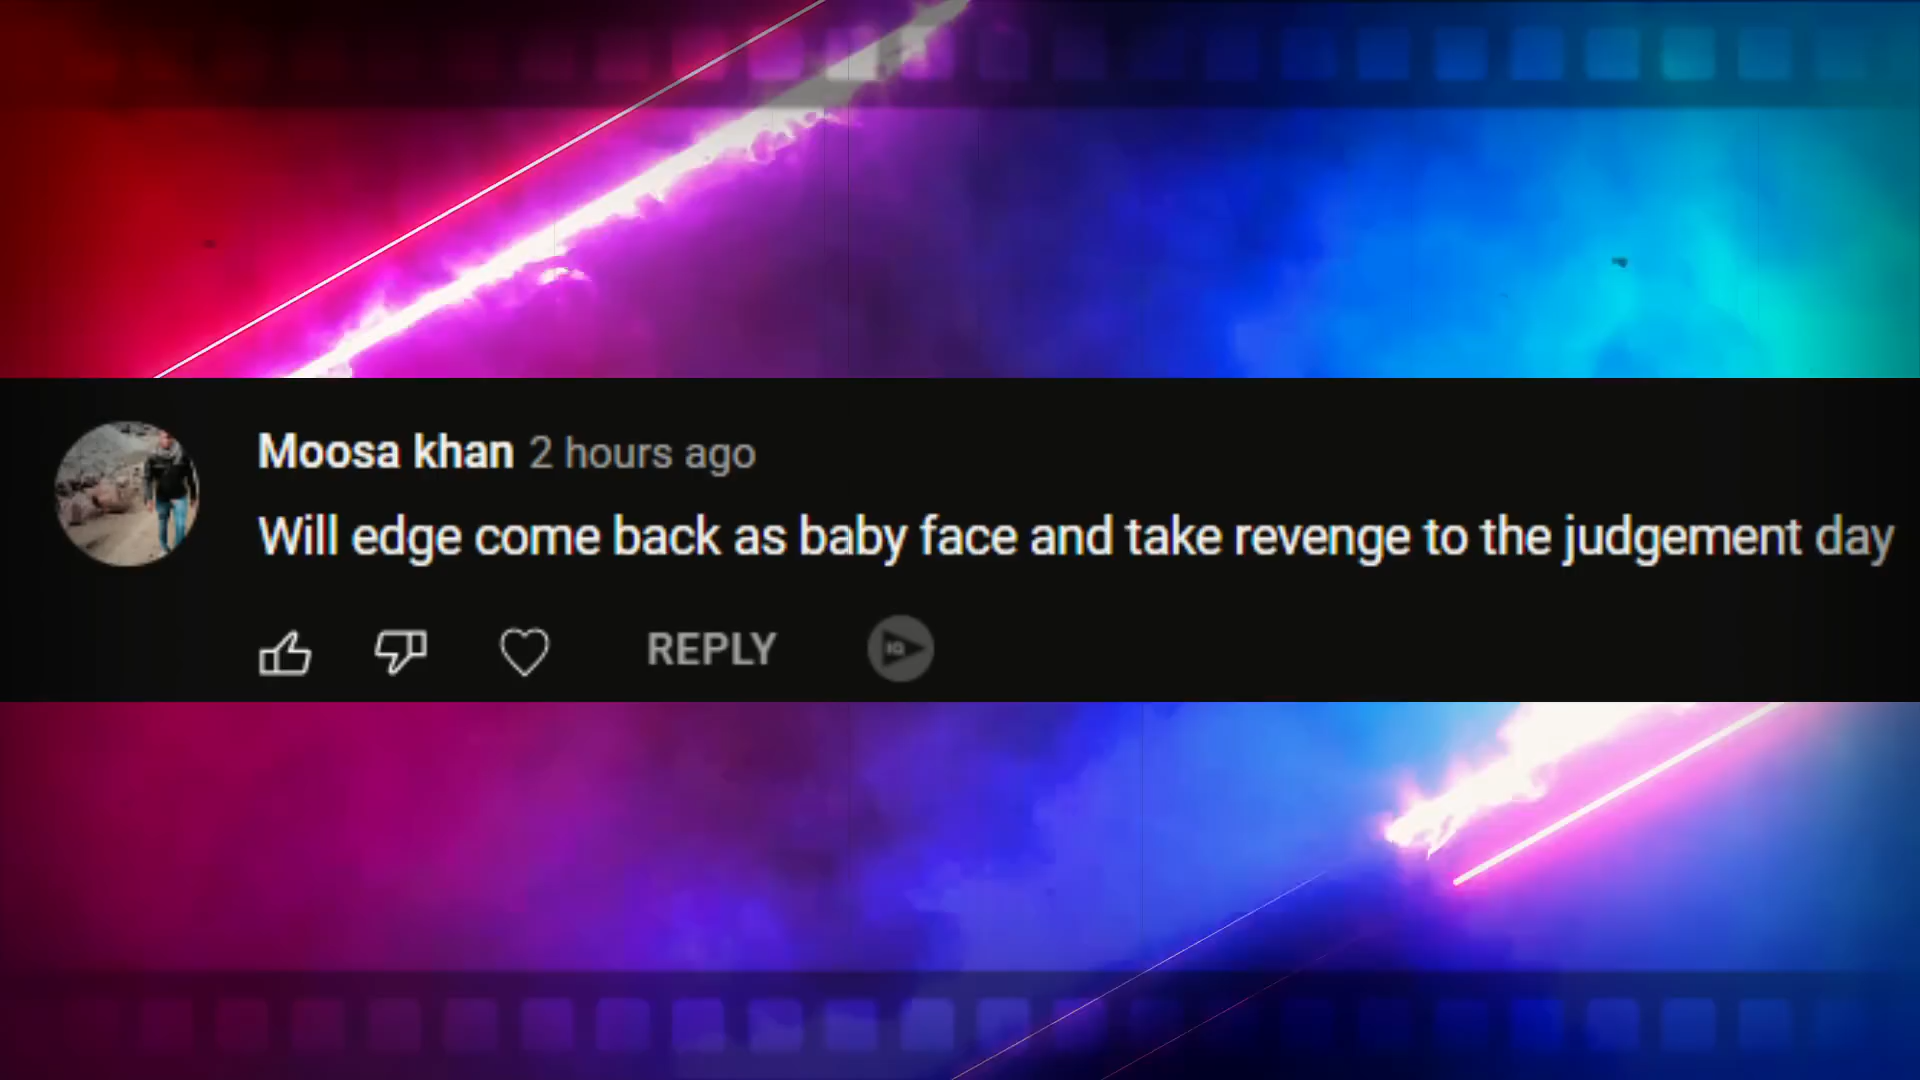 Moosa khan 2 hours ago
Will edge come back as baby face and take revenge to the judgement day
REPLY
IQ